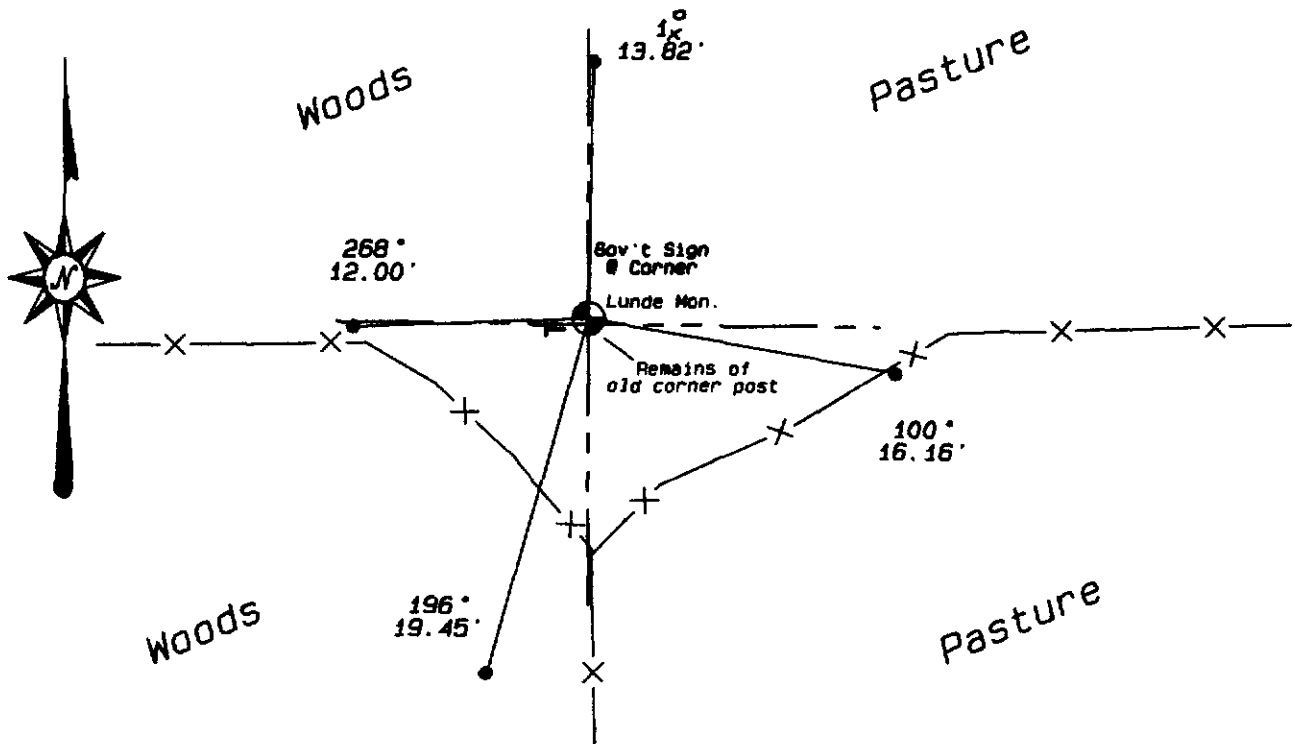 1°
13.82'
Woods
Pasture
268°
12.00'
Gov't Sign
@ Corner
Lunde Mon.
N
Remains of
old corner post
100°
16.16'
196°
19.45'
Woods
Pasture